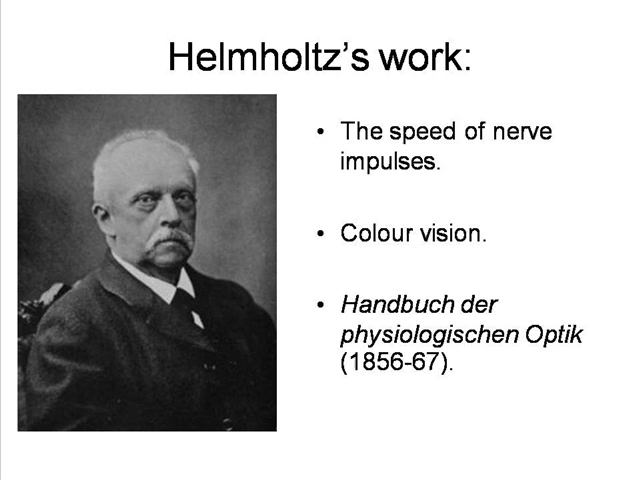 Helmholtz's work:
• The speed of nerve
impulses.
• Colour vision.
• Handbuch der
physiologischen Optik
(1856-67).